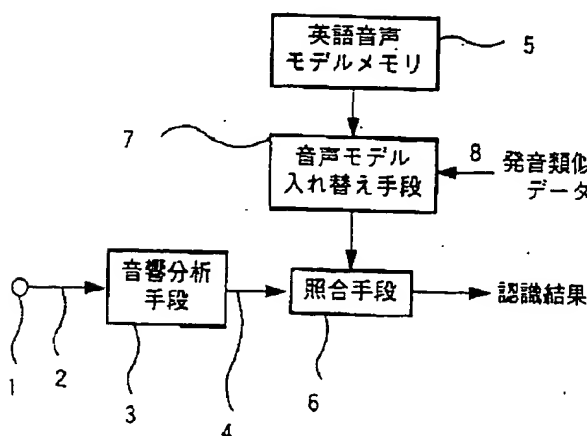 英語音声
モデルメモリ
5
7
音声モデル
入れ替え手段
8
発音類似
データ
音響分析
手段
照合手段
認識結果
1
2
3
4
6